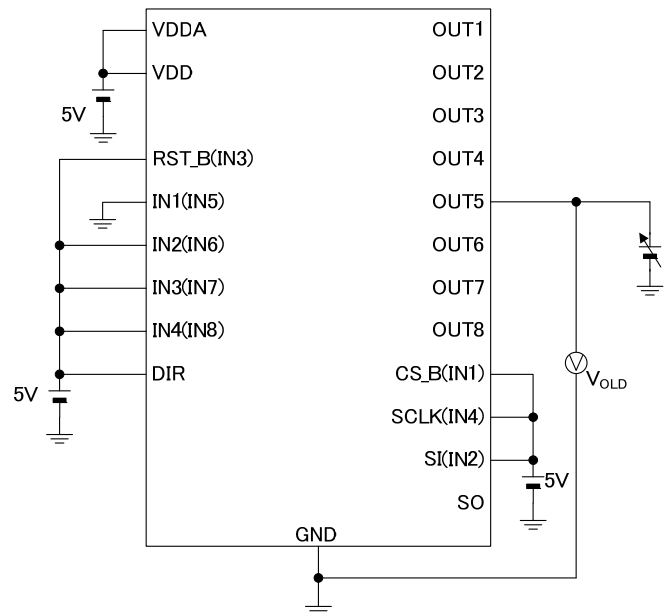 VDDA
VDD
5V
RST_B(IN3)
IN1(IN5)
IN2(IN6)
IN3(IN7)
IN4(IN8)
DIR
5V
GND
OUT1
OUT2
OUT3
OUT4
OUT5
OUT6
OUT7
OUT8
CS_B(IN1)
SCLK(IN4)
SI(IN2)
5V
SO
V
VOLD